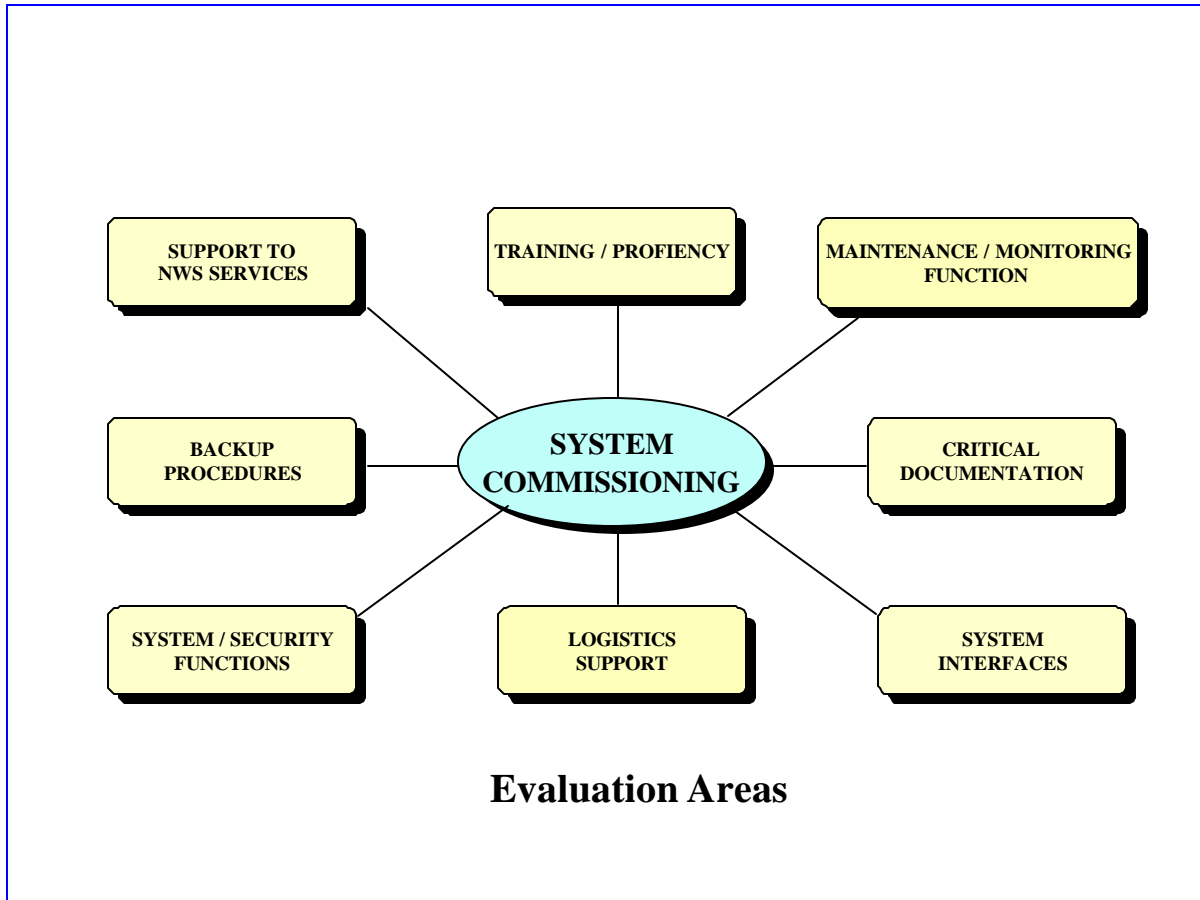 SUPPORT TO
NWS SERVICES
TRAINING / PROFIENCY
MAINTENANCE / MONITORING
FUNCTION
BACKUP
PROCEDURES
SYSTEM
COMMISSIONING
CRITICAL
DOCUMENTATION
SYSTEM / SECURITY
FUNCTIONS
LOGISTICS
SUPPORT
SYSTEM
INTERFACES
Evaluation Areas